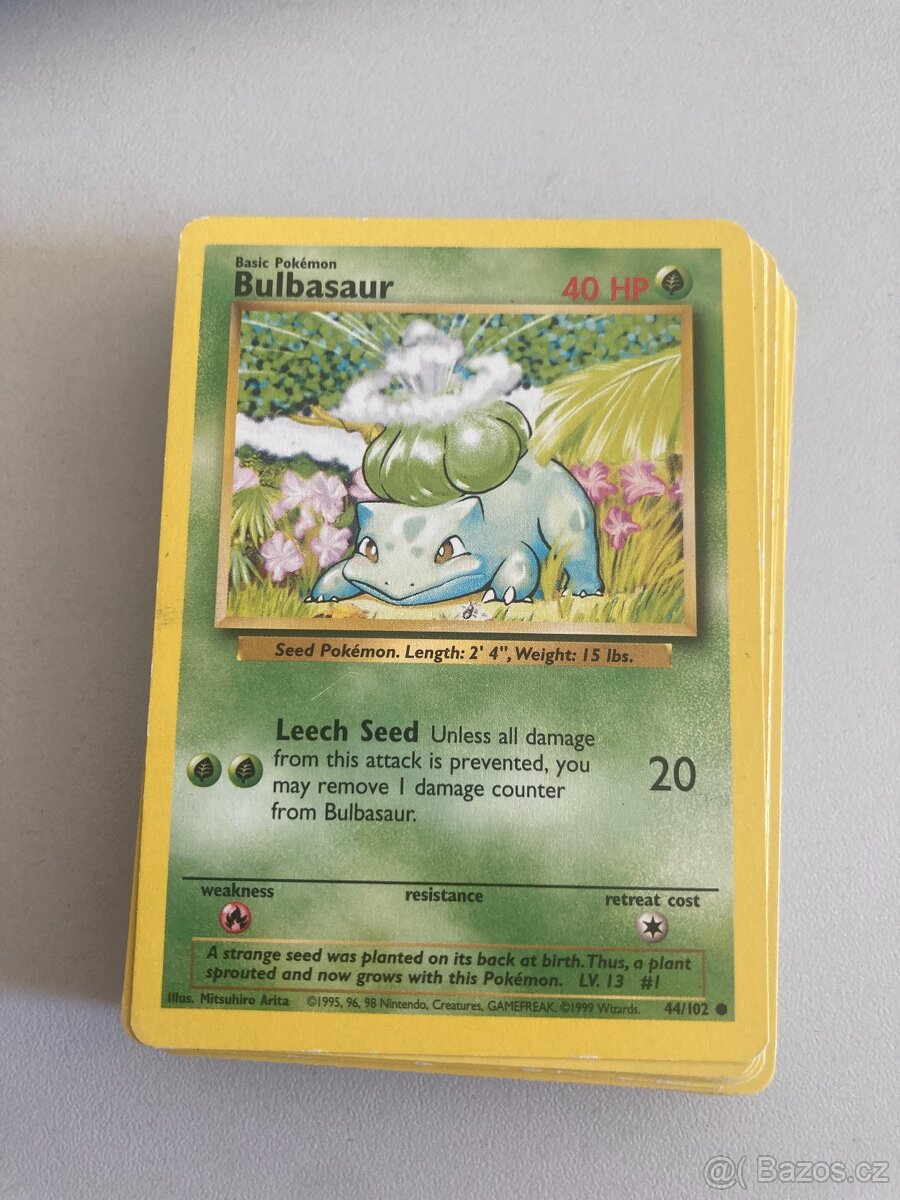 Basic Pokémon
Bulbasaur
40 HP
Seed Pokémon. Length: 2' 4", Weight: 15 lbs.
Leech Seed Unless all damage
from this attack is prevented, you
may remove 1 damage counter
from Bulbasaur.
20
weakness
resistance
retreat cost
A strange seed was planted on its back at birth. Thus, a plant
sprouted and now grows with this Pokémon. LV. 13 #1
Illus. Mitsuhiro Arita ©1995, 96, 98 Nintendo, Creatures, GAMEFREAK. ©1999 Wizards. 44/102
@( Bazos.cz